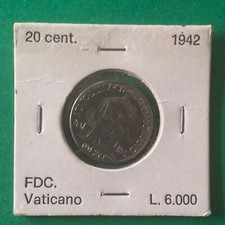 20 cent. 1942
FDC.
Vaticano L. 6.000